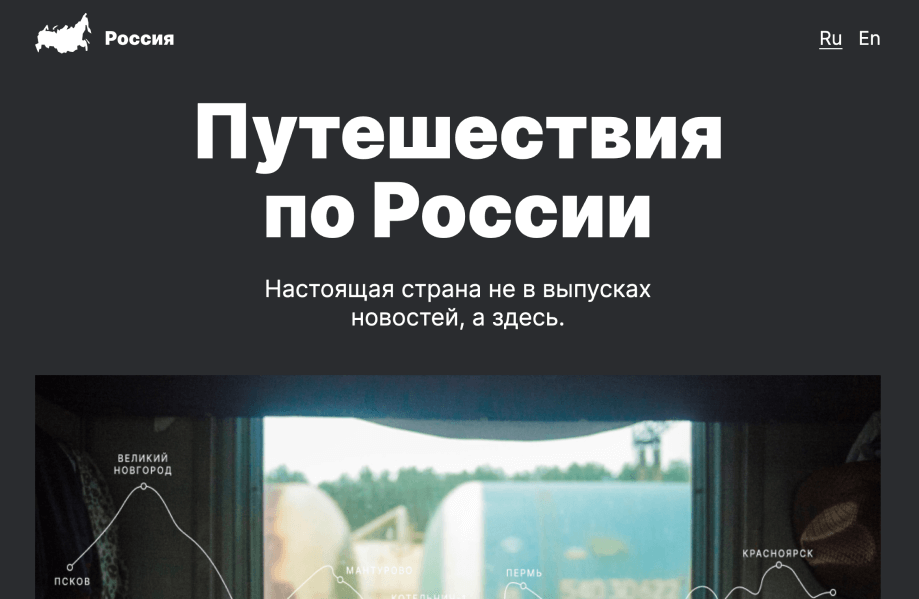 Россия
Ru En
Путешествия
по России
Настоящая страна не в выпусках
новостей, а здесь.
ВЕЛИКИЙ
НОВГОРОД
ПСКОВ
МАНТУРОВО
КОТЕЛЬНИЧ
ПЕРМЬ
КРАСНОЯРСК